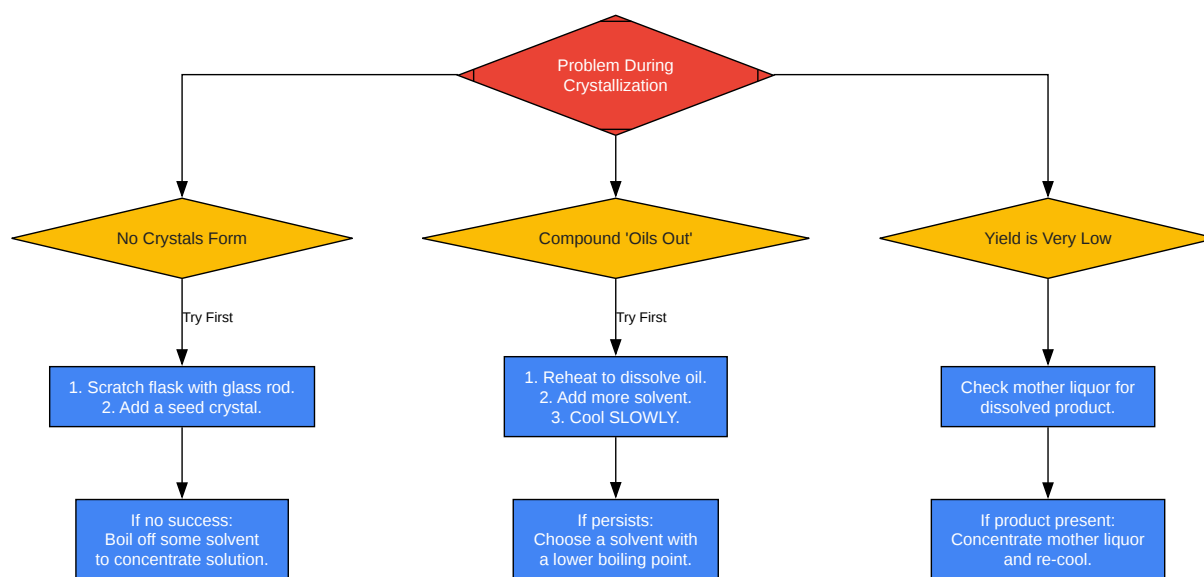 Problem During
Crystallization
No Crystals Form
Compound 'Oils Out'
Yield is Very Low
Try First
Try First
1. Scratch flask with glass rod.
2. Add a seed crystal.
1. Reheat to dissolve oil.
2. Add more solvent.
3. Cool SLOWLY.
Check mother liquor for
dissolved product.
If no success:
Boil off some solvent
to concentrate solution.
If persists:
Choose a solvent with
a lower boiling point.
If product present:
Concentrate mother liquor
and re-cool.